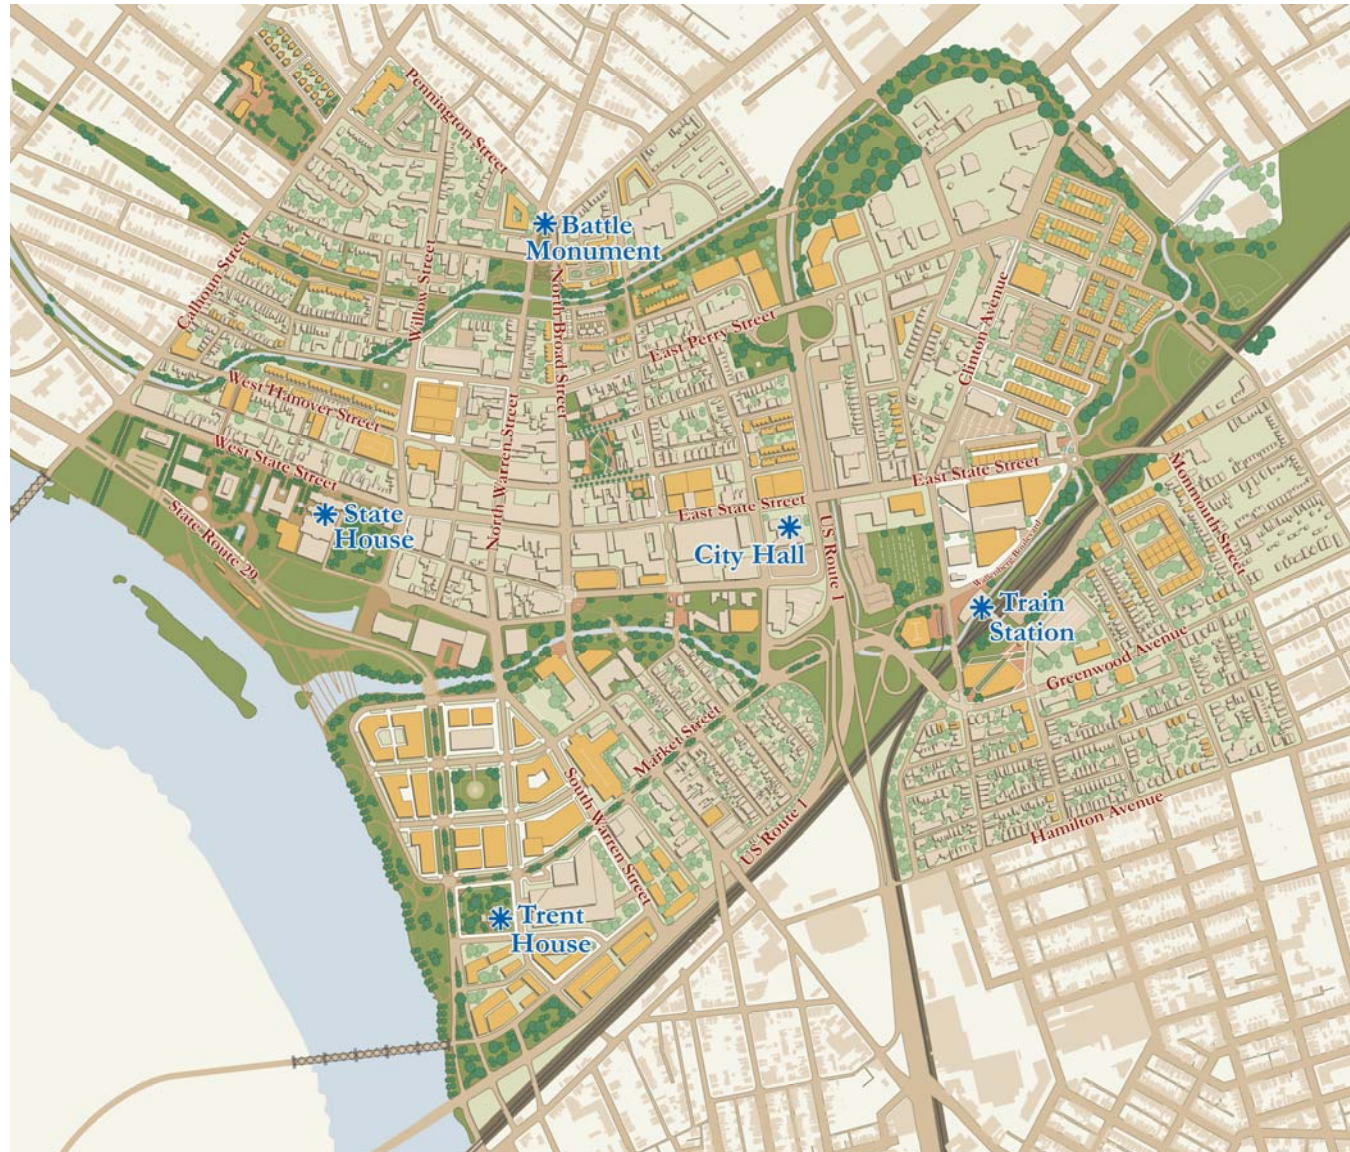 Pennington Street
Battle
Monument
Calhoun Street
Willow Street
North Broad Street
East Perry Street
Clinton Avenue
West Hanover Street
West State Street
North Warren Street
East State Street
East State Street
Monmouth Street
State
House
City Hall
State Route 29
US Route 1
Wallenberg Boulevard
Train
Station
Greenwood Avenue
Market Street
South Warren Street
US Route 1
Hamilton Avenue
Trent
House